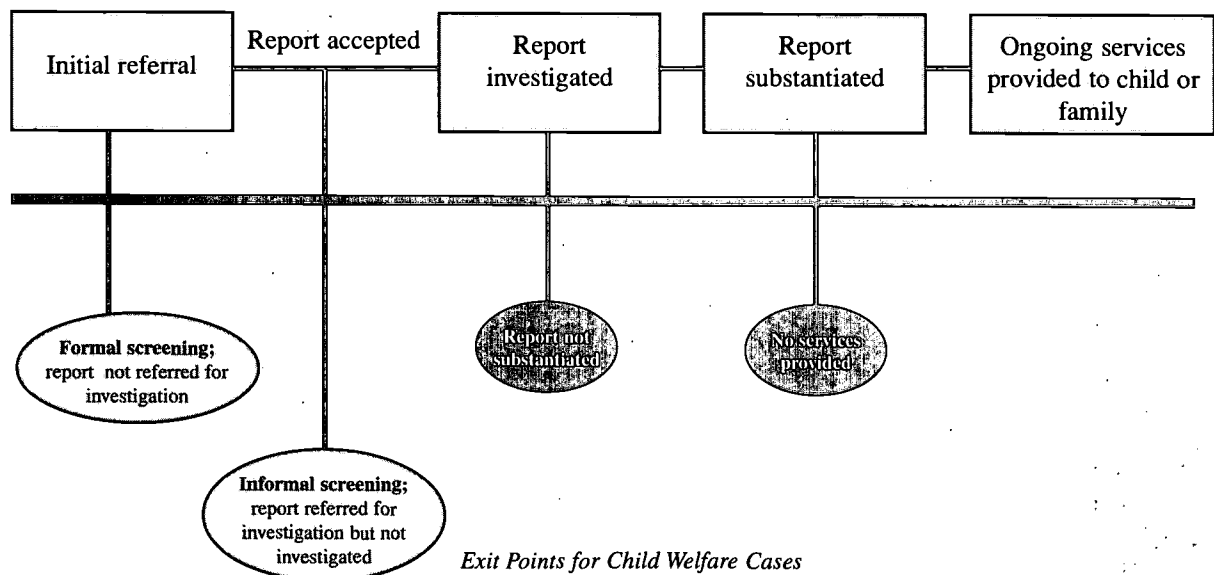 Initial referral
Report accepted
Report
investigated
Report
substantiated
Ongoing services
provided to child or
family
Formal screening;
report not referred for
investigation
Informal screening;
report referred for
investigation but not
investigated
Report not
substantiated
No services
provided
Exit Points for Child Welfare Cases